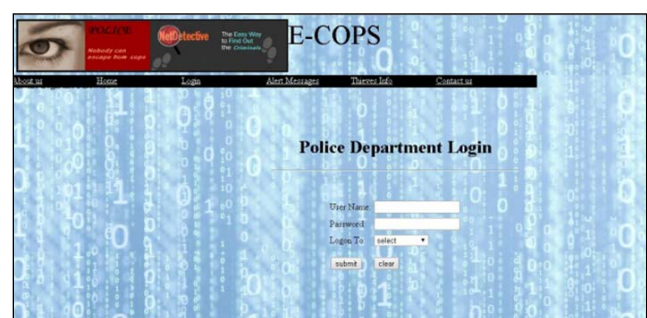 POLICE
Nobody can
escape from cops
NetDetective
The Easy Way
to Find Out
the Criminals
E-COPS
About us Home Login Alert Messages Thieves Info Contact us
Police Department Login
User Name
Password
Logon To select
submit clear